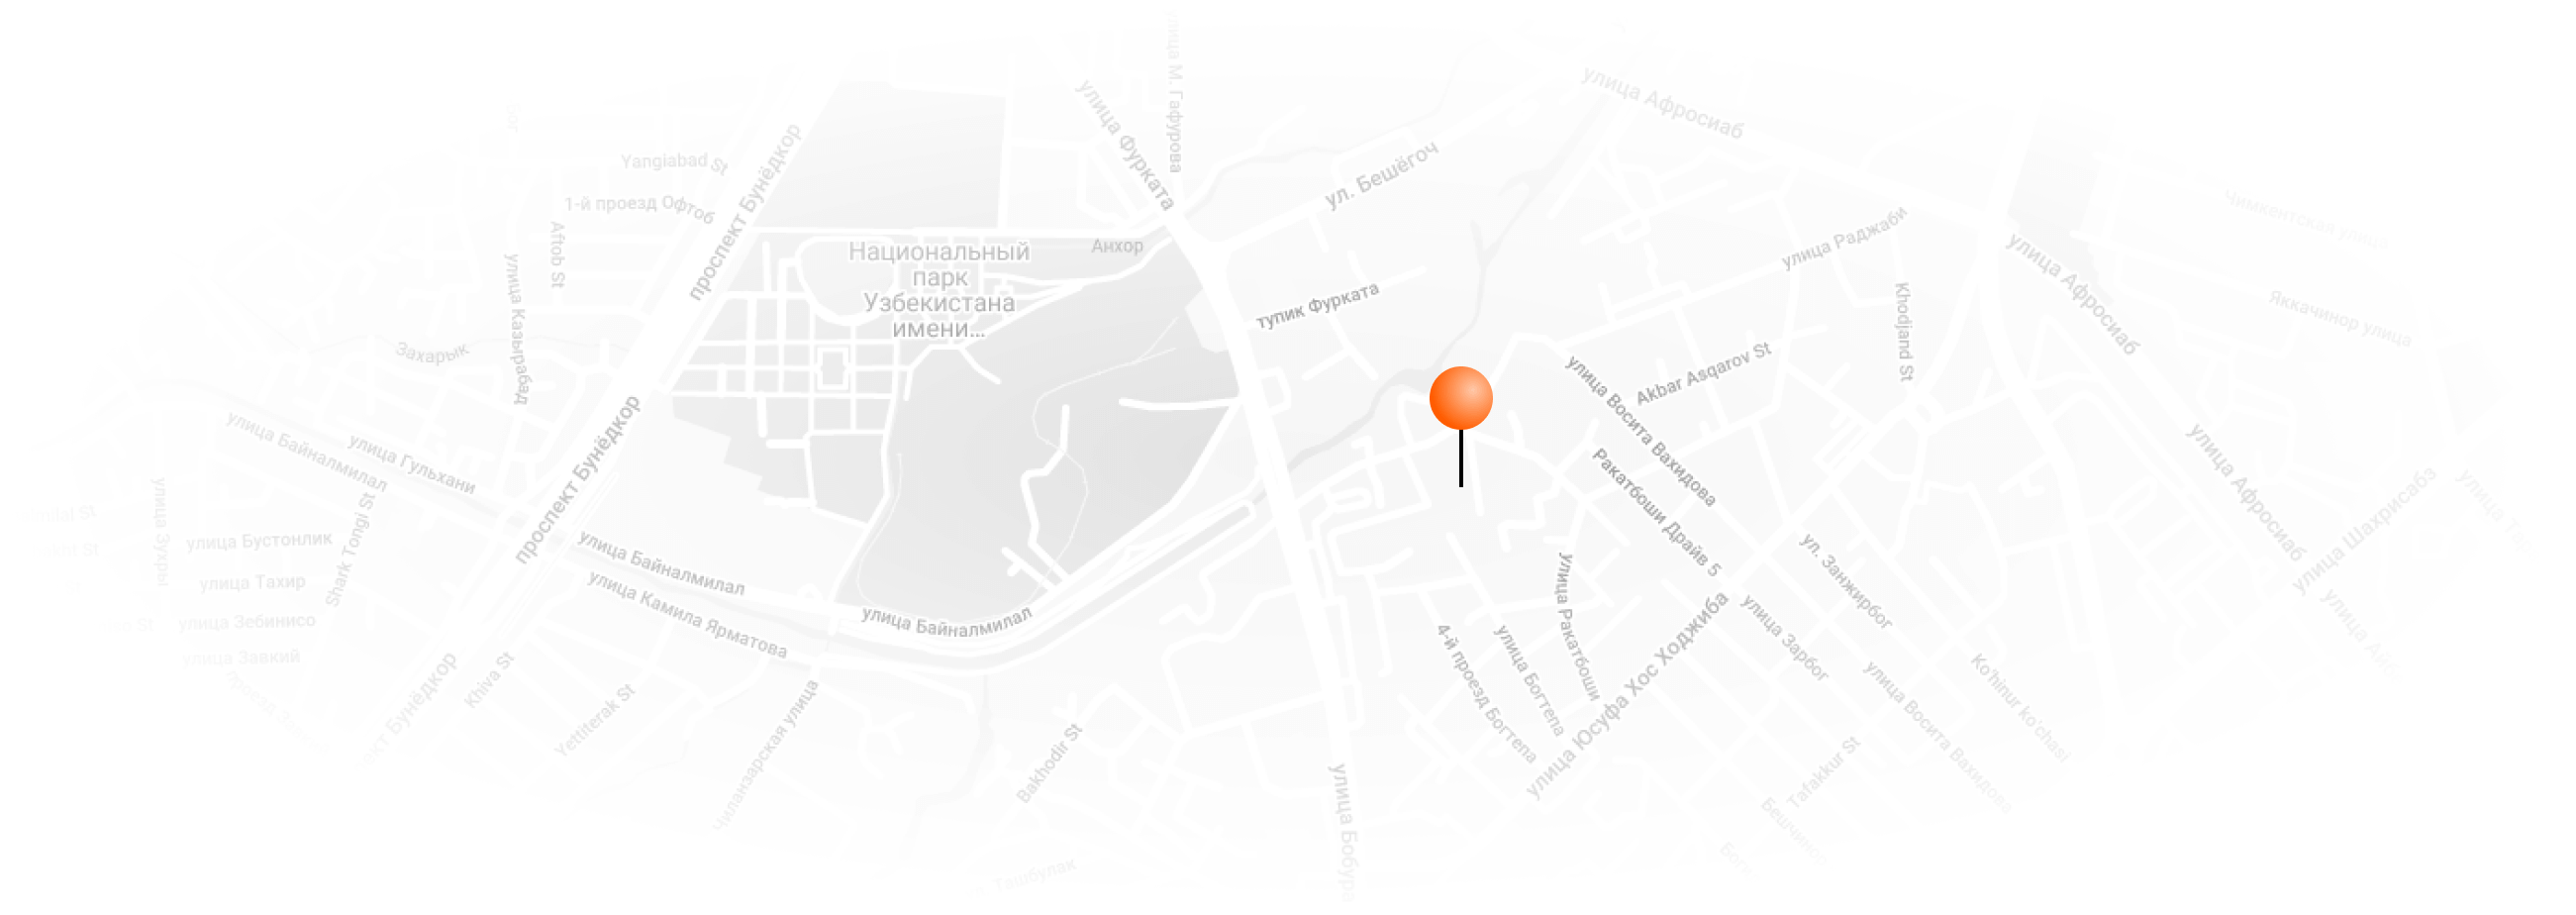 улица М. Гафурова
улица Афросиаб
улица Фурката
проспект Бунёдкор
Yangiabad St
ул. Бешёгоч
1-й проезд Офтоб
Aftob St
улица Казырабад
Национальный
парк
Узбекистана
имени...
Анхор
улица Раджаби
Чимкентская улица
улица Афросиаб
Яккачинор улица
Khodjand St
тупик Фурката
Захарык
Akbar Asqarov St
улица Восита Вахидова
улица Байналмилал
улица Гульхани
проспект Бунёдкор
Ракатбоши Драйв 5
улица Афросиаб
улица Шахрисабз
улица Зухры
Shark Tongi St
улица Бустонлик
улица Тахир
улица Зебинисо
улица Завкий
улица Байналмилал
улица Камила Ярматова
улица Байналмилал
улица Ракатбоши
ул. Занжирбог
улица Зарбог
4-й проезд Богтепа
улица Богтепа
улица Юсуфа Хос Ходжиба
улица Восита Вахидова
Ko'hinur ko'chasi
Бунёдкор
Khiva St
Yettiterak St
Чиланзарская улица
Bakhodir St
улица Бобура
Tafakkur St
Ташбулак